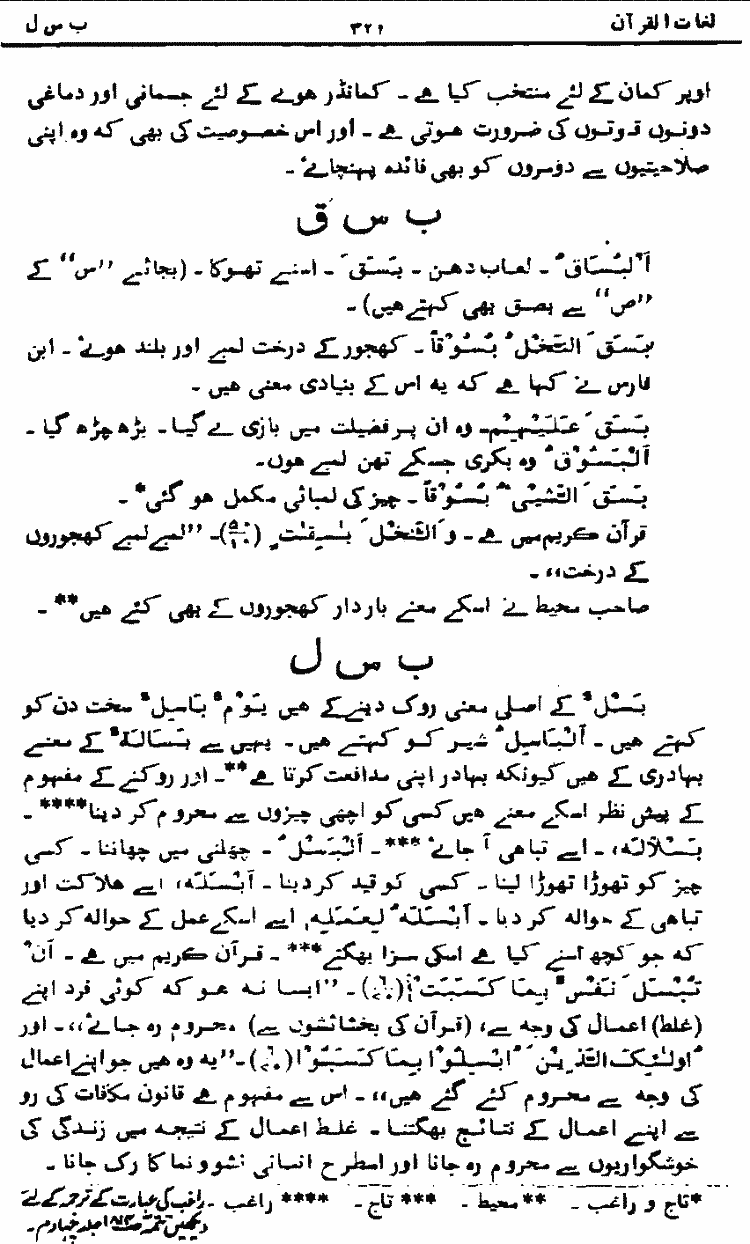 لغات القرآن ۳۲۱ ب س ل
اوپر کمان کے لئے منتخب کیا ہے ۔ کمانڈر ہونے کے لئے جسمانی اور دماغی
دونوں قوتوں کی ضرورت ہوتی ہے ۔ اور اس خصوصیت کی بھی کہ وہ اپنی
صلاحیتوں سے دوسروں کو بھی فائدہ پہنچائے ۔
ب س ق
اَلْبُسَاقُ ۔ لعاب دھن ۔ بَسَقَ ۔ اسنے تھوکا ۔ (بجائے ”س“ کے
”ص“ سے بصق بھی کہتے ہیں) ۔
بَسَقَ النَّخْلُ بُسُوْقاً ۔ کھجور کے درخت لمبے اور بلند ہوئے ۔ ابن
فارس نے کہا ہے کہ یہ اس کے بنیادی معنی ہیں ۔
بَسَقَ عَلَيْهِمْ۔ وہ ان پر فضیلت میں بازی لے گیا ۔ بڑھ چڑھ گیا ۔
اَلْبَسُوْقُ وہ بکری جسکے تھن لمبے ہوں۔
بَسَقَ الشَّيْئُ بُسُوْقاً ۔ چیز کی لمبائی مکمل ہو گئی* ۔
قرآن کریم میں ہے ۔ وَالنَّخْلَ بٰسِقٰتٍ (۵۰/۱۰)۔ ”لمبے لمبے کھجوروں
کے درخت،، ۔
صاحب محیط نے اسکے معنے باردار کھجوروں کے بھی کئے ہیں** ۔
ب س ل
بَسْلٌ کے اصلی معنی روک دینے کے ہیں يَوْمٌ بَاسِلٌ سخت دن کو
کہتے ہیں ۔ اَلْبَاسِلُ شیر کو کہتے ہیں ۔ یہیں سے بَسَالَةٌ کے معنے
بہادری کے ہیں کیونکہ بہادر اپنی مدافعت کرتا ہے** ۔ اور روکنے کے مفہوم
کے پیش نظر اسکے معنے ہیں کسی کو اچھی چیزوں سے محروم کر دینا**** ۔
بَسْلًا لَهٗ، ۔ اسے تباہی آ جائے *** ۔ اَلْبَسْلُ ۔ چھلنی میں چھاننا ۔ کسی
چیز کو تھوڑا تھوڑا لینا ۔ کسی کو قید کر دینا ۔ اَبْسَلَهٗ، اسے ہلاکت اور
تباہی کے حوالہ کر دیا ۔ اَبْسَلَهٗ لِعَمَلِهٖ، اسے اسکے عمل کے حوالہ کر دیا
کہ جو کچھ اسنے کیا ہے اسکی سزا بھگتے*** ۔ قرآن کریم میں ہے ۔ اَنْ
تُبْسَلَ نَفْسٌۢ بِمَا كَسَبَتْ (۶/۷۰) ۔ ”ایسا نہ ہو کہ کوئی فرد اپنے
(غلط) اعمال کی وجہ سے، (قرآن کی بخشائشوں سے) محروم رہ جائے،، ۔ اور
اُولٰٓئِكَ الَّذِيْنَ اُبْسِلُوْا بِمَا كَسَبُوْا (۶/۷۰)۔ ”یہ وہ ہیں جو اپنے اعمال
کی وجہ سے محروم کئے گئے ہیں،، ۔ اس سے مفہوم ہے قانون مکافات کی رو
سے اپنے اعمال کے نتائج بھگتنا ۔ غلط اعمال کے نتیجہ میں زندگی کی
خوشگواریوں سے محروم رہ جانا اور اسطرح انسانی نشو و نما کا رک جانا ۔
*تاج و راغب ۔ **محیط ۔ ***تاج ۔ ****راغب ۔ راغب کی عبارت کے ترجمہ کے لئے
دیکھیں تتمہ جلد چہارم ۔